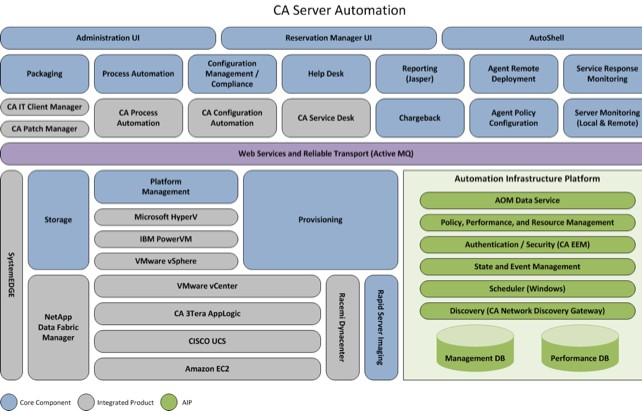 CA Server Automation
Administration UI
Reservation Manager UI
AutoShell
Packaging
Process Automation
Configuration
Management /
Compliance
Help Desk
Reporting
(Jasper)
Agent Remote
Deployment
Service Response
Monitoring
CA IT Client Manager
CA Patch Manager
CA Process
Automation
CA Configuration
Automation
CA Service Desk
Chargeback
Agent Policy
Configuration
Server Monitoring
(Local & Remote)
Web Services and Reliable Transport (Active MQ)
SystemEDGE
Storage
Platform
Management
Microsoft HyperV
IBM PowerVM
VMware vSphere
Provisioning
NetApp
Data Fabric
Manager
VMware vCenter
CA 3Tera AppLogic
CISCO UCS
Amazon EC2
Racemi Dynacenter
Rapid Server Imaging
Automation Infrastructure Platform
AOM Data Service
Policy, Performance, and Resource Management
Authentication / Security (CA EEM)
State and Event Management
Scheduler (Windows)
Discovery (CA Network Discovery Gateway)
Management DB
Performance DB
Core Component
Integrated Product
AIP